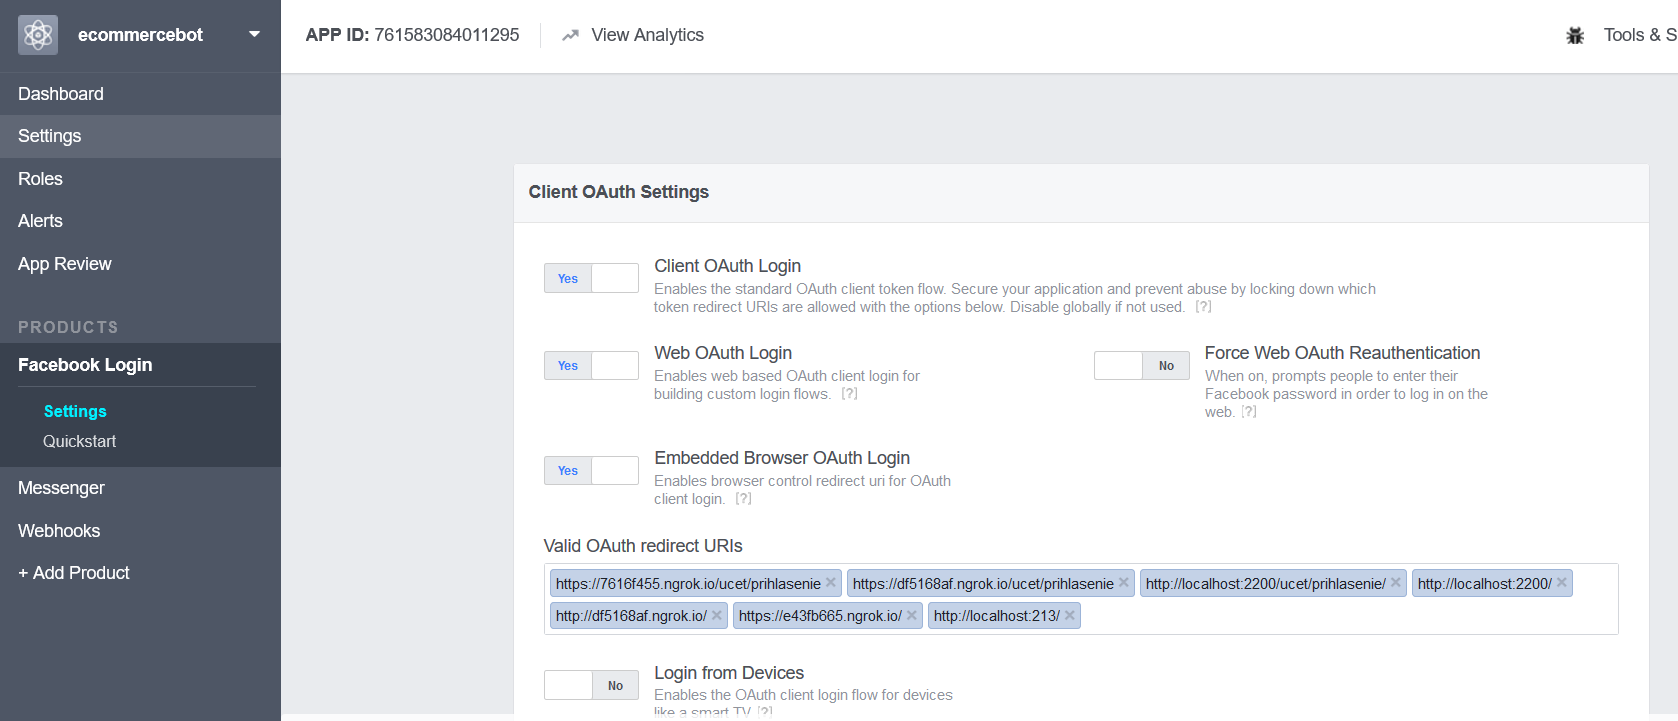 ecommercebot
APP ID: 761583084011295
View Analytics
Tools & S
Dashboard
Settings
Roles
Alerts
App Review
PRODUCTS
Facebook Login
Settings
Quickstart
Messenger
Webhooks
+ Add Product
Client OAuth Settings
Yes
Client OAuth Login
Enables the standard OAuth client token flow. Secure your application and prevent abuse by locking down which
token redirect URIs are allowed with the options below. Disable globally if not used. [?]
Yes
Web OAuth Login
Enables web based OAuth client login for
building custom login flows. [?]
No
Force Web OAuth Reauthentication
When on, prompts people to enter their
Facebook password in order to log in on the
web. [?]
Yes
Embedded Browser OAuth Login
Enables browser control redirect uri for OAuth
client login. [?]
Valid OAuth redirect URIs
https://7616f455.ngrok.io/ucet/prihlasenie × https://df5168af.ngrok.io/ucet/prihlasenie × http://localhost:2200/ucet/prihlasenie/ × http://localhost:2200/ ×
http://df5168af.ngrok.io/ × https://e43fb665.ngrok.io/ × http://localhost:213/ ×
No
Login from Devices
Enables the OAuth client login flow for devices
like a smart TV [?]